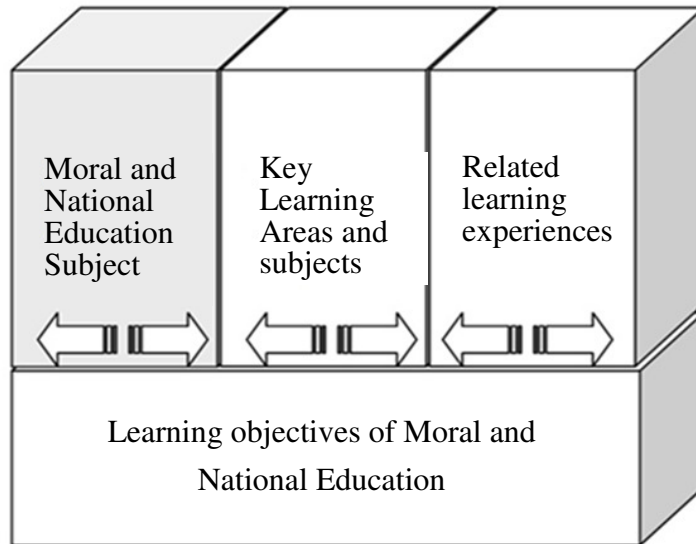 Moral and
National
Education
Subject
Key
Learning
Areas and
subjects
Related
learning
experiences
Learning objectives of Moral and
National Education